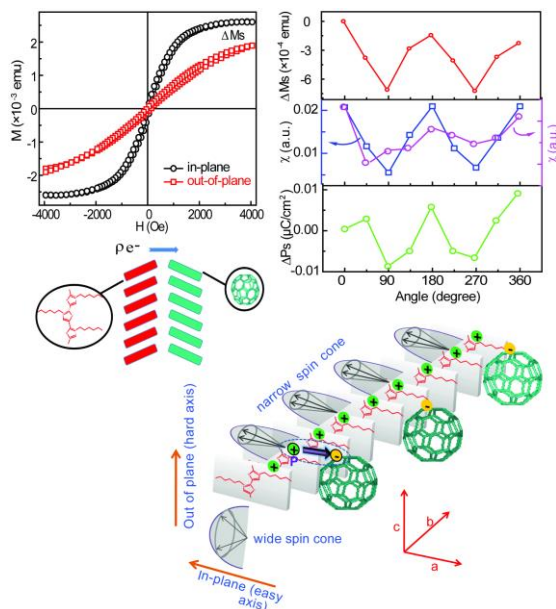 ΔMs
M (×10⁻³ emu)
2
1
0
-1
-2
in-plane
out-of-plane
-4000 -2000 0 2000 4000
H (Oe)
ΔMs (×10⁻⁴ emu)
0
-3
-6
χ (a.u.)
0.02
0.01
χ (a.u.)
ΔPs (μC/cm²)
0.01
0.00
-0.01
0 90 180 270 360
Angle (degree)
ρe-
narrow spin cone
Out of plane (hard axis)
P
wide spin cone
In-plane (easy axis)
c
b
a